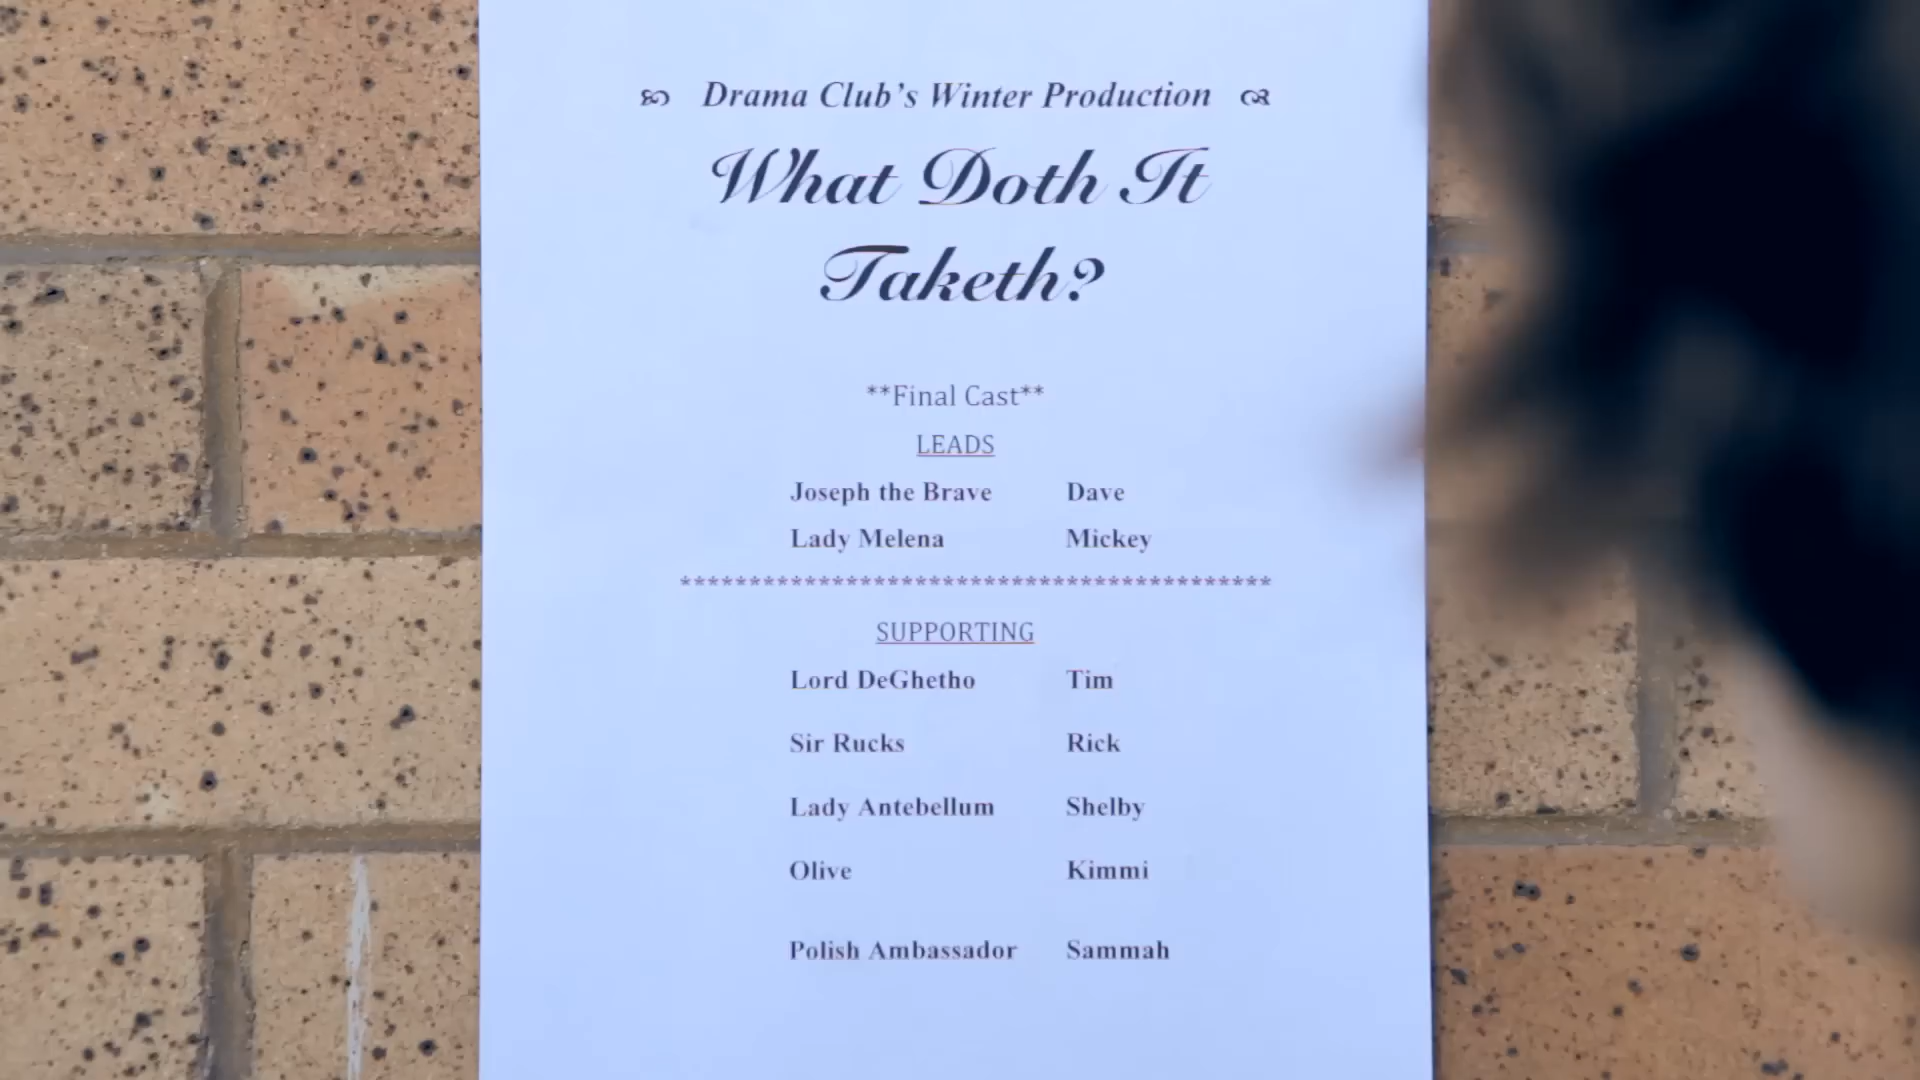 Drama Club's Winter Production
What Doth It
Taketh?
**Final Cast**
LEADS
Joseph the Brave Dave
Lady Melena Mickey
*******************************************
SUPPORTING
Lord DeGhetho Tim
Sir Rucks Rick
Lady Antebellum Shelby
Olive Kimmi
Polish Ambassador Sammah